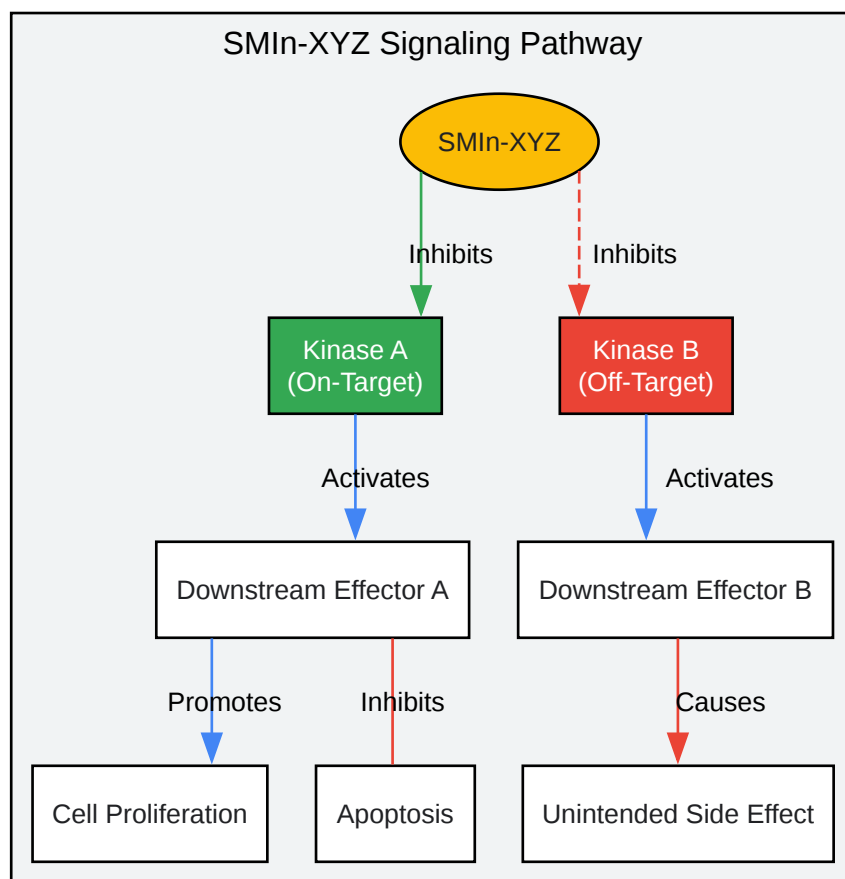 SMIn-XYZ Signaling Pathway
SMIn-XYZ
Inhibits
Inhibits
Kinase A
(On-Target)
Kinase B
(Off-Target)
Activates
Activates
Downstream Effector A
Downstream Effector B
Promotes
Inhibits
Causes
Cell Proliferation
Apoptosis
Unintended Side Effect